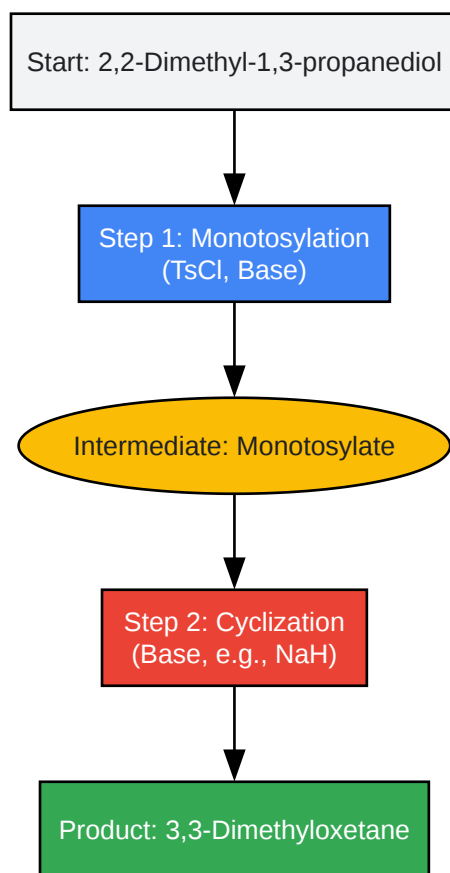 Start: 2,2-Dimethyl-1,3-propanediol
Step 1: Monotosylation
(TsCl, Base)
Intermediate: Monotosylate
Step 2: Cyclization
(Base, e.g., NaH)
Product: 3,3-Dimethyloxetane